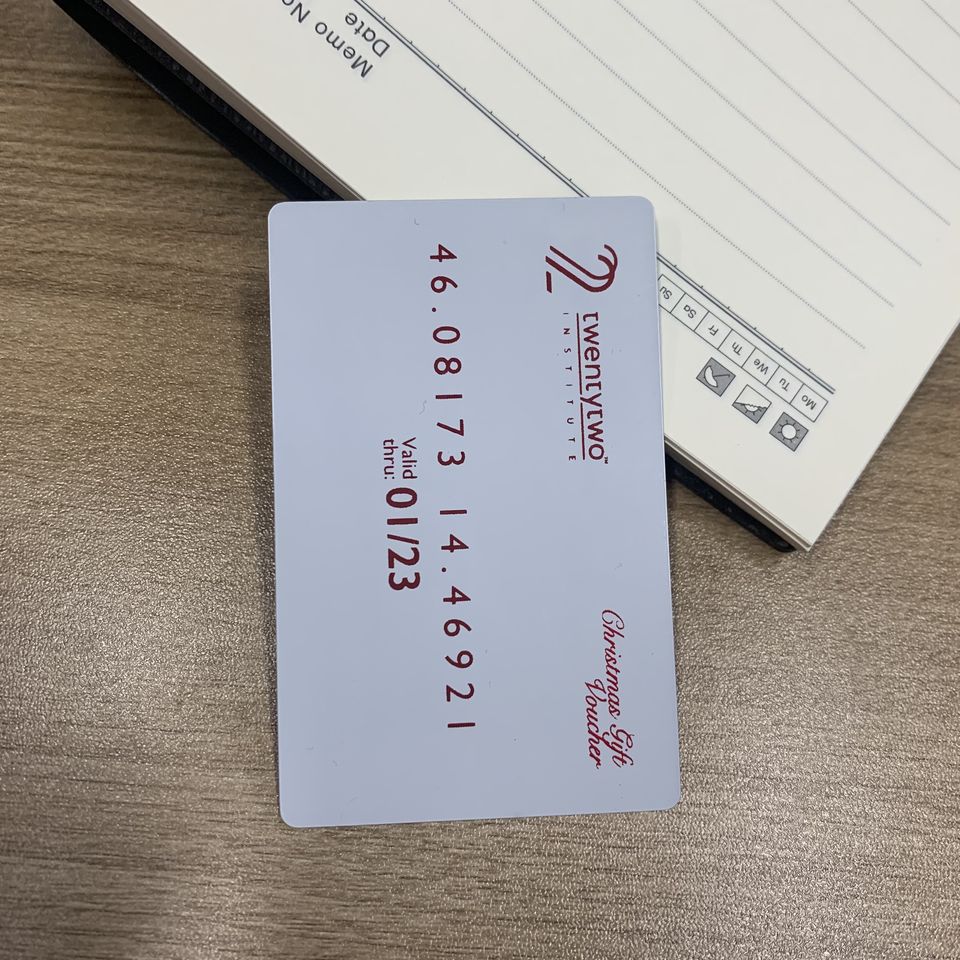 twentytwo™
INSTITUTE
Christmas Gift
Voucher
46.08173 14.46921
Valid
thru: 01/23
Memo No
Date
Mo Tu We Th Fr Sa Su